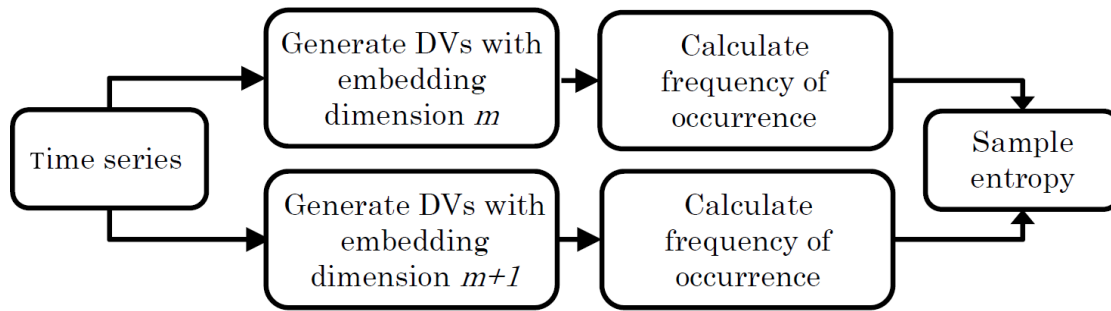 Time series
Generate DVs with
embedding
dimension m
Calculate
frequency of
occurrence
Generate DVs with
embedding
dimension m+1
Calculate
frequency of
occurrence
Sample
entropy